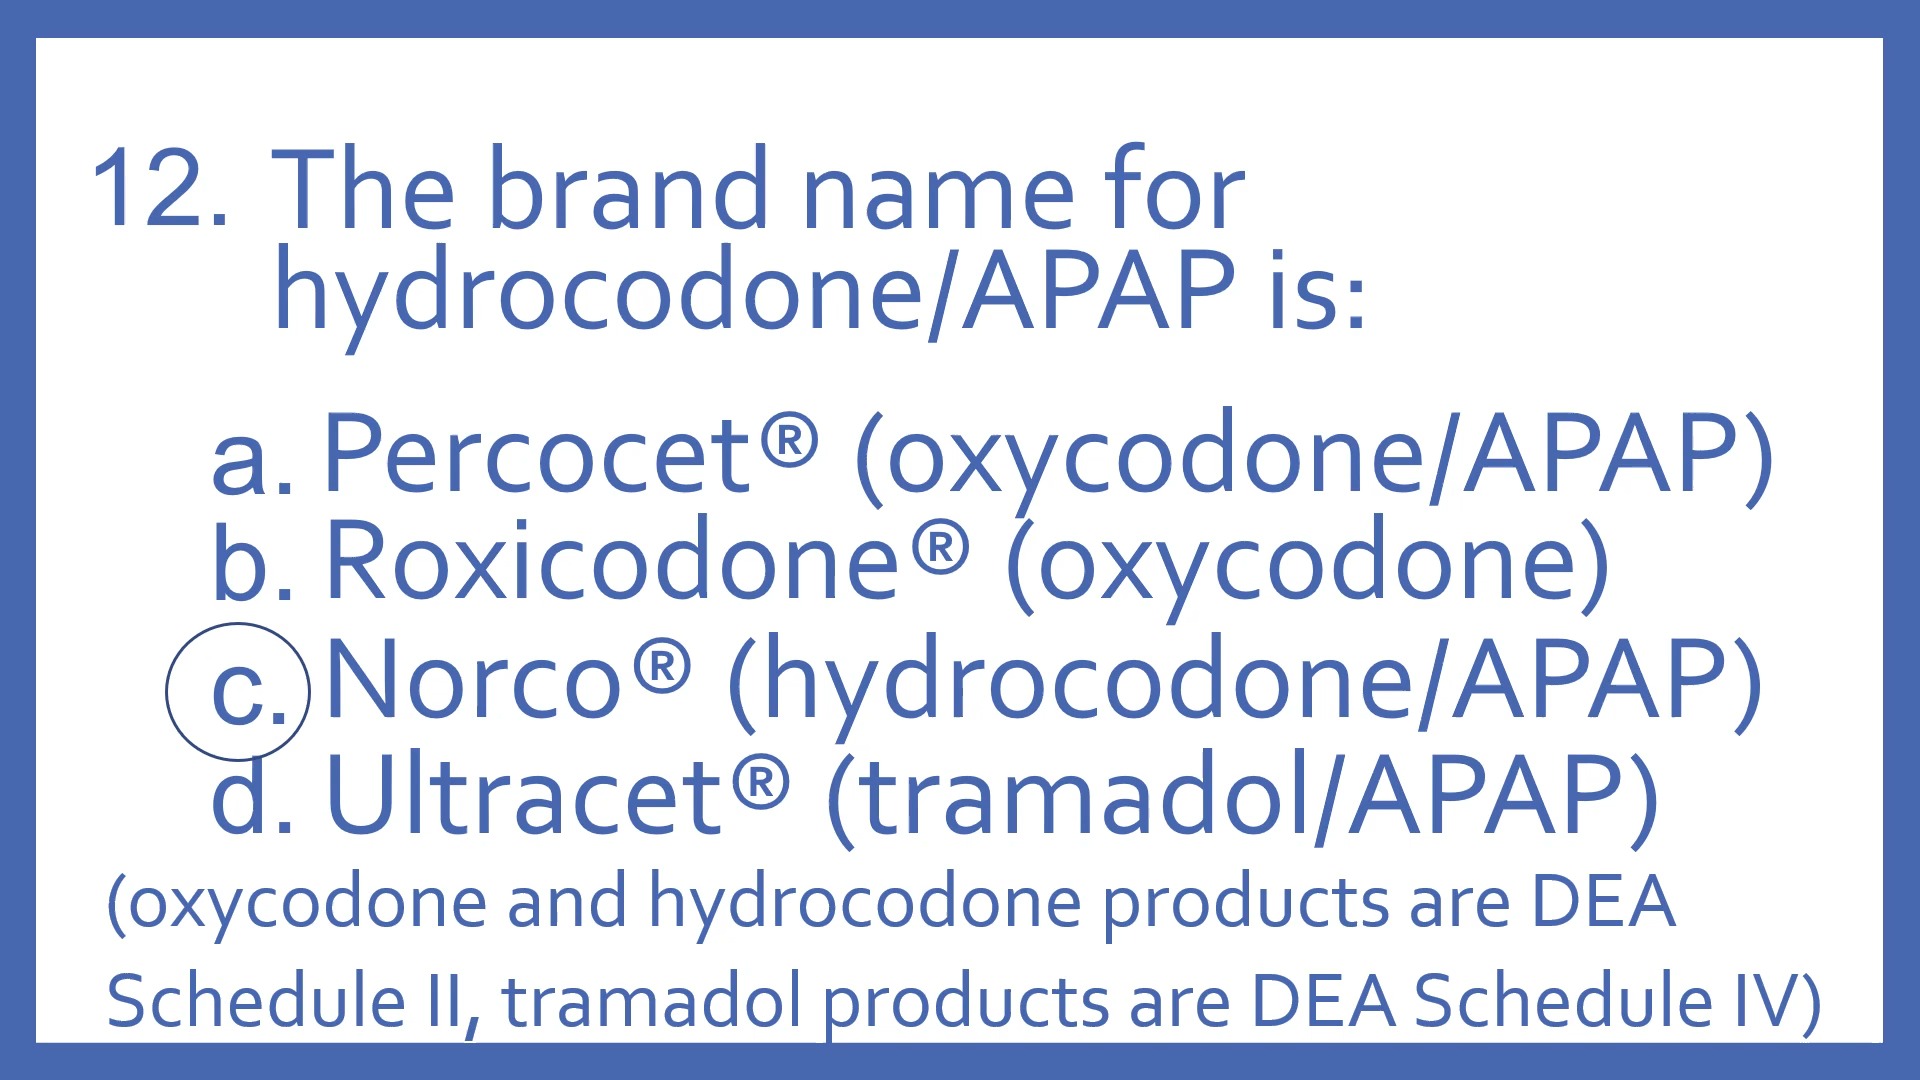 12. The brand name for
hydrocodone/APAP is:
a. Percocet® (oxycodone/APAP)
b. Roxicodone® (oxycodone)
c. Norco® (hydrocodone/APAP)
d. Ultracet® (tramadol/APAP)
(oxycodone and hydrocodone products are DEA
Schedule II, tramadol products are DEA Schedule IV)